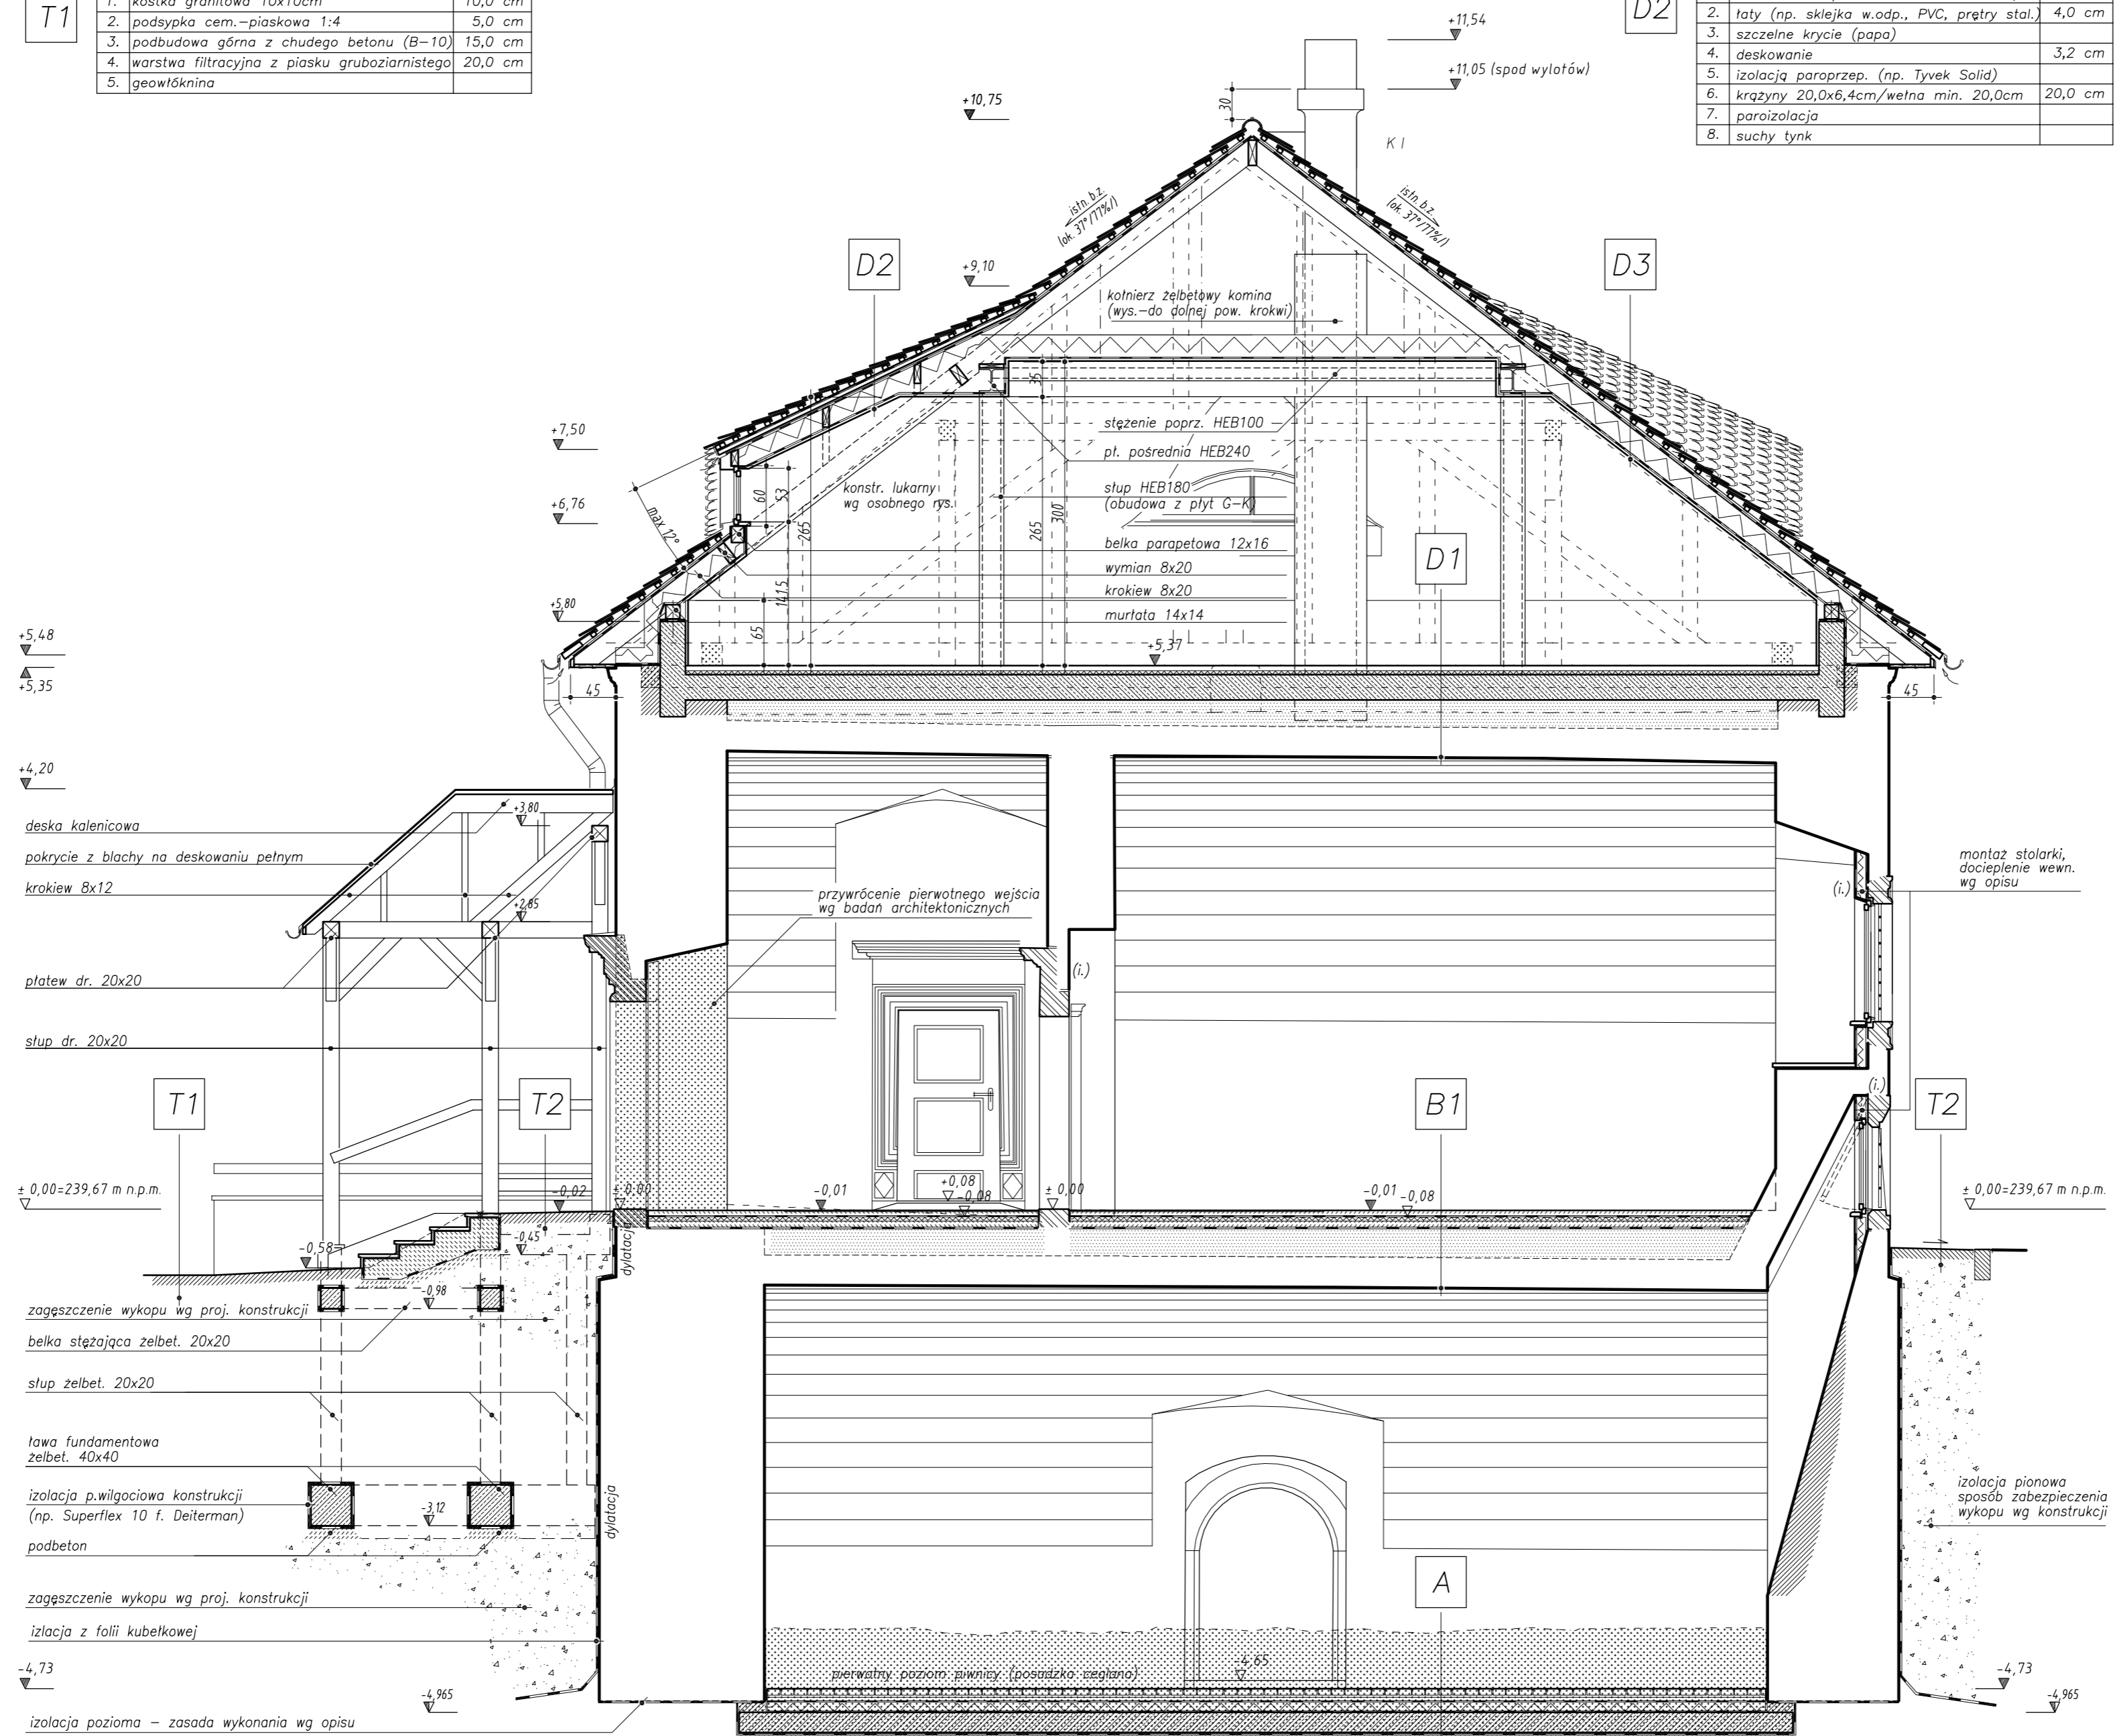 T1
1. kostka granitowa 10x10cm 10,0 cm
2. podsypka cem.-piaskowa 1:4 5,0 cm
3. podbudowa górna z chudego betonu (B-10) 15,0 cm
4. warstwa filtracyjna z piasku gruboziarnistego 20,0 cm
5. geowłóknina
D2
2. łaty (np. sklejka w.odp., PVC, prętry stal.) 4,0 cm
3. szczelne krycie (papa)
4. deskowanie 3,2 cm
5. izolacją paroprzep. (np. Tyvek Solid)
6. krążyny 20,0x6,4cm/wełna min. 20,0cm 20,0 cm
7. paroizolacja
8. suchy tynk
+11,54
+11,05 (spod wylotów)
+10,75
30
K I
istn. b.z.
(ok. 37°/77%/)
istn. b.z.
(ok. 37°/77%/)
D2
+9,10
D3
kołnierz żelbetowy komina
(wys.-do dolnej pow. krokwi)
35
+7,50
stężenie poprz. HEB100
pł. pośrednia HEB240
słup HEB180
(obudowa z płyt G-K)
konstr. lukarny
wg osobnego rys.
60
53
265
265
300
+6,76
max 12°
belka parapetowa 12x16
wymian 8x20
krokiew 8x20
murłata 14x14
D1
141.5
65
+5,80
+5,48
+5,35
+5,37
45
45
+4,20
deska kalenicowa
+3,80
pokrycie z blachy na deskowaniu pełnym
krokiew 8x12
+2,85
przywrócenie pierwotnego wejścia
wg badań architektonicznych
montaż stolarki,
docieplenie wewn.
wg opisu
(i.)
(i.)
(i.)
płatew dr. 20x20
słup dr. 20x20
T1
T2
B1
T2
± 0,00=239,67 m n.p.m.
-0,02
± 0.00
-0,01
+0,08
-0,08
± 0,00
-0,01
-0,08
± 0,00=239,67 m n.p.m.
-0,58
-0,45
dylatacja
-0,98
zagęszczenie wykopu wg proj. konstrukcji
belka stężająca żelbet. 20x20
słup żelbet. 20x20
ława fundamentowa
żelbet. 40x40
izolacja p.wilgociowa konstrukcji
(np. Superflex 10 f. Deiterman)
-3,12
dylatacja
podbeton
izolacja pionowa
sposób zabezpieczenia
wykopu wg konstrukcji
A
zagęszczenie wykopu wg proj. konstrukcji
izlacja z folii kubełkowej
-4,73
pierwotny poziom piwnicy (posadzka ceglana)
-4,65
-4,73
-4,965
-4,965
izolacja pozioma – zasada wykonania wg opisu